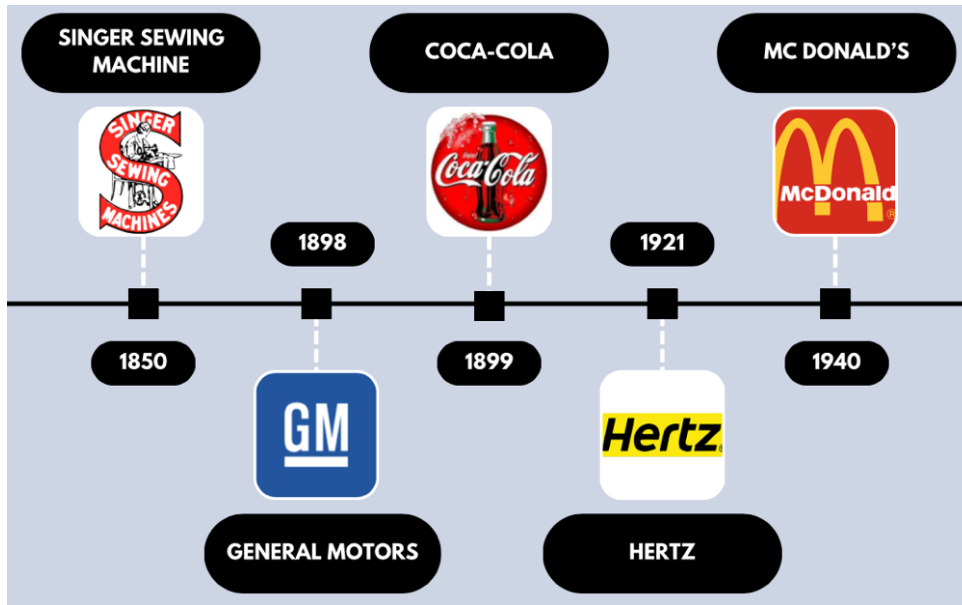 SINGER SEWING
MACHINE
COCA-COLA
MC DONALD'S
SINGER
SEWING
MACHINES
Enjoy
Coca-Cola
McDonald
®
1898
1921
1850
1899
1940
GM
Hertz
GENERAL MOTORS
HERTZ